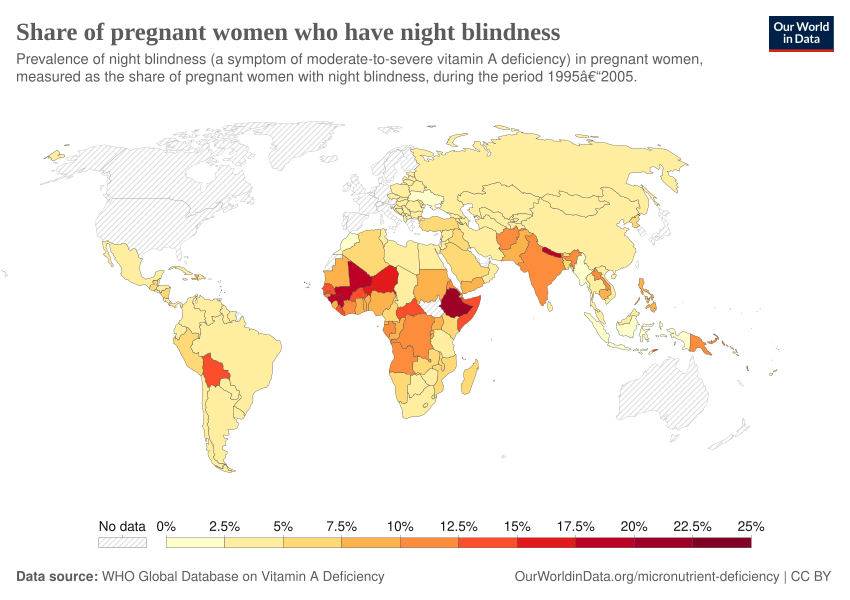 Share of pregnant women who have night blindness
Our World
in Data
Prevalence of night blindness (a symptom of moderate-to-severe vitamin A deficiency) in pregnant women,
measured as the share of pregnant women with night blindness, during the period 1995â€“2005.
No data 0% 2.5% 5% 7.5% 10% 12.5% 15% 17.5% 20% 22.5% 25%
Data source: WHO Global Database on Vitamin A Deficiency
OurWorldinData.org/micronutrient-deficiency | CC BY